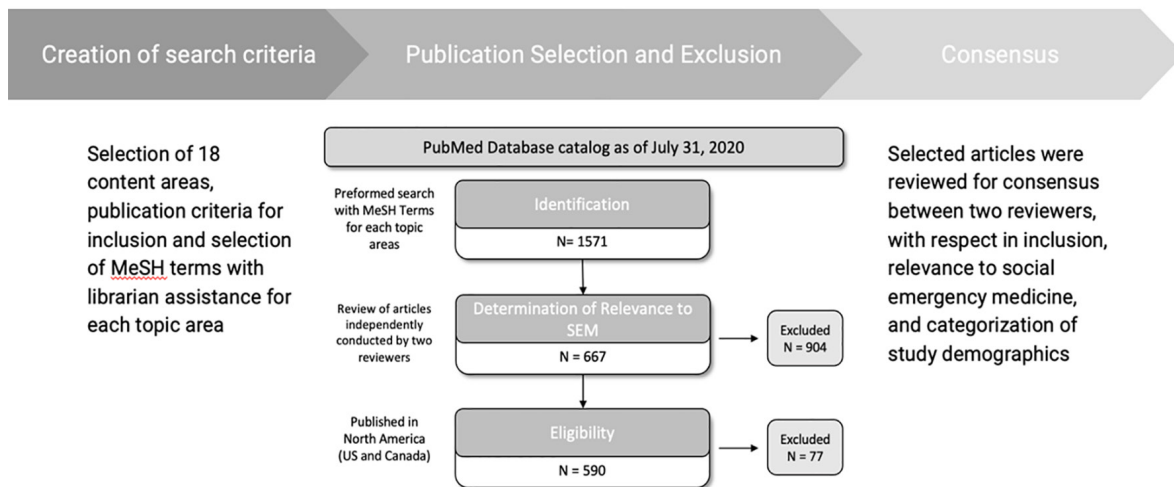 Creation of search criteria
Publication Selection and Exclusion
Consensus
Selection of 18
content areas,
publication criteria for
inclusion and selection
of MeSH terms with
librarian assistance for
each topic area
PubMed Database catalog as of July 31, 2020
Preformed search
with MeSH Terms
for each topic
areas
Identification
N= 1571
Review of articles
independently
conducted by two
reviewers
Determination of Relevance to
SEM
N = 667
Excluded
N = 904
Published in
North America
(US and Canada)
Eligibility
N = 590
Excluded
N = 77
Selected articles were
reviewed for consensus
between two reviewers,
with respect in inclusion,
relevance to social
emergency medicine,
and categorization of
study demographics